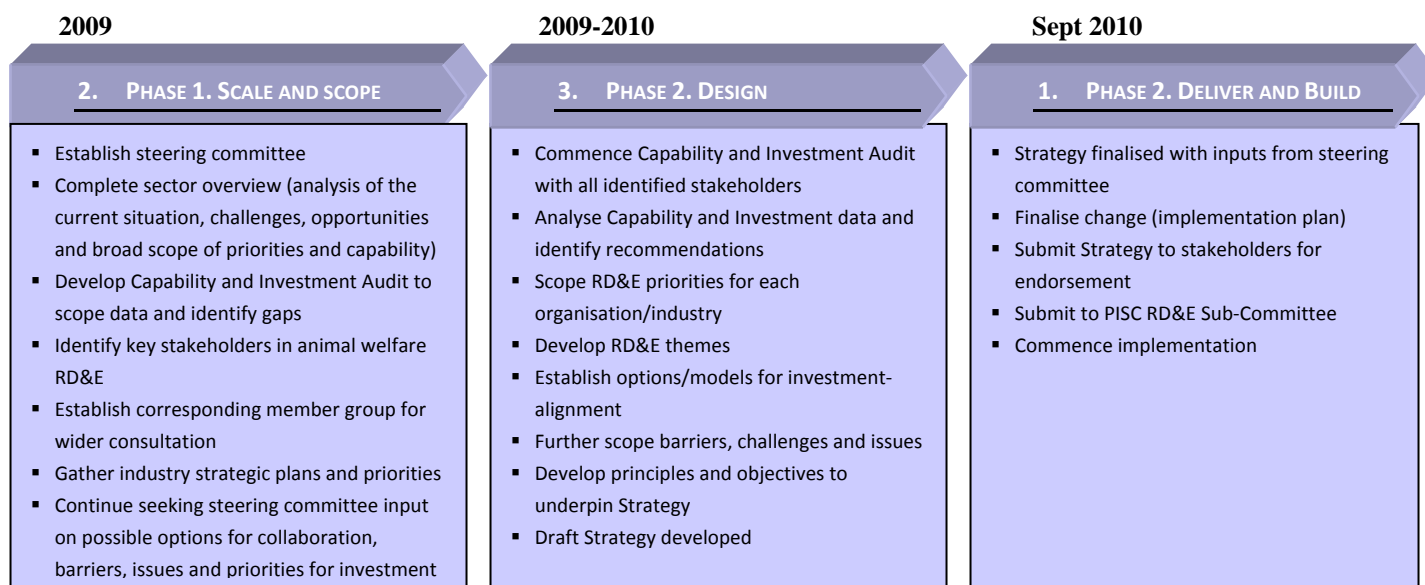 2009
2. PHASE 1. SCALE AND SCOPE
▪ Establish steering committee
▪ Complete sector overview (analysis of the
current situation, challenges, opportunities
and broad scope of priorities and capability)
▪ Develop Capability and Investment Audit to
scope data and identify gaps
▪ Identify key stakeholders in animal welfare
RD&E
▪ Establish corresponding member group for
wider consultation
▪ Gather industry strategic plans and priorities
▪ Continue seeking steering committee input
on possible options for collaboration,
barriers, issues and priorities for investment
2009-2010
3. PHASE 2. DESIGN
▪ Commence Capability and Investment Audit
with all identified stakeholders
▪ Analyse Capability and Investment data and
identify recommendations
▪ Scope RD&E priorities for each
organisation/industry
▪ Develop RD&E themes
▪ Establish options/models for investment-
alignment
▪ Further scope barriers, challenges and issues
▪ Develop principles and objectives to
underpin Strategy
▪ Draft Strategy developed
Sept 2010
1. PHASE 2. DELIVER AND BUILD
▪ Strategy finalised with inputs from steering
committee
▪ Finalise change (implementation plan)
▪ Submit Strategy to stakeholders for
endorsement
▪ Submit to PISC RD&E Sub-Committee
▪ Commence implementation